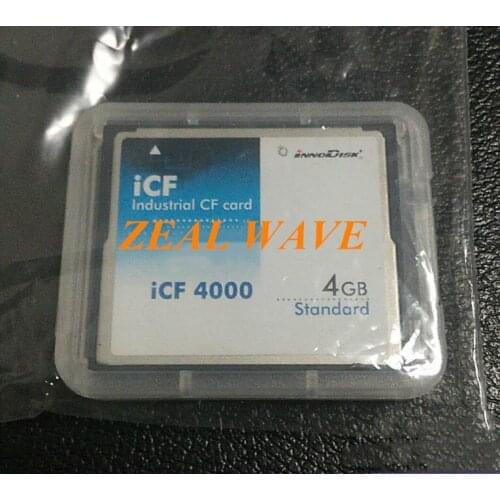 INNODISK
iCF
Industrial CF card
ZEAL WAVE
iCF 4000
4GB
Standard